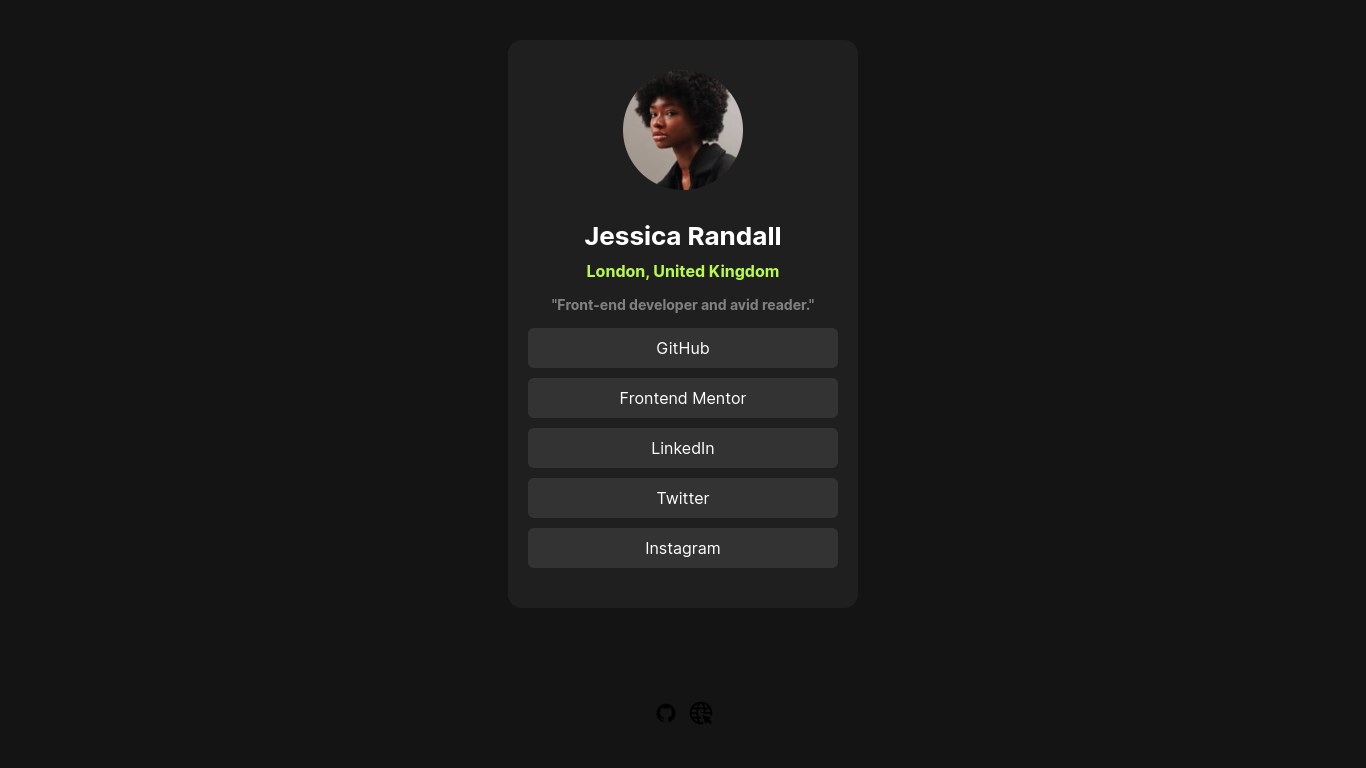 Jessica Randall
London, United Kingdom
"Front-end developer and avid reader."
GitHub
Frontend Mentor
LinkedIn
Twitter
Instagram